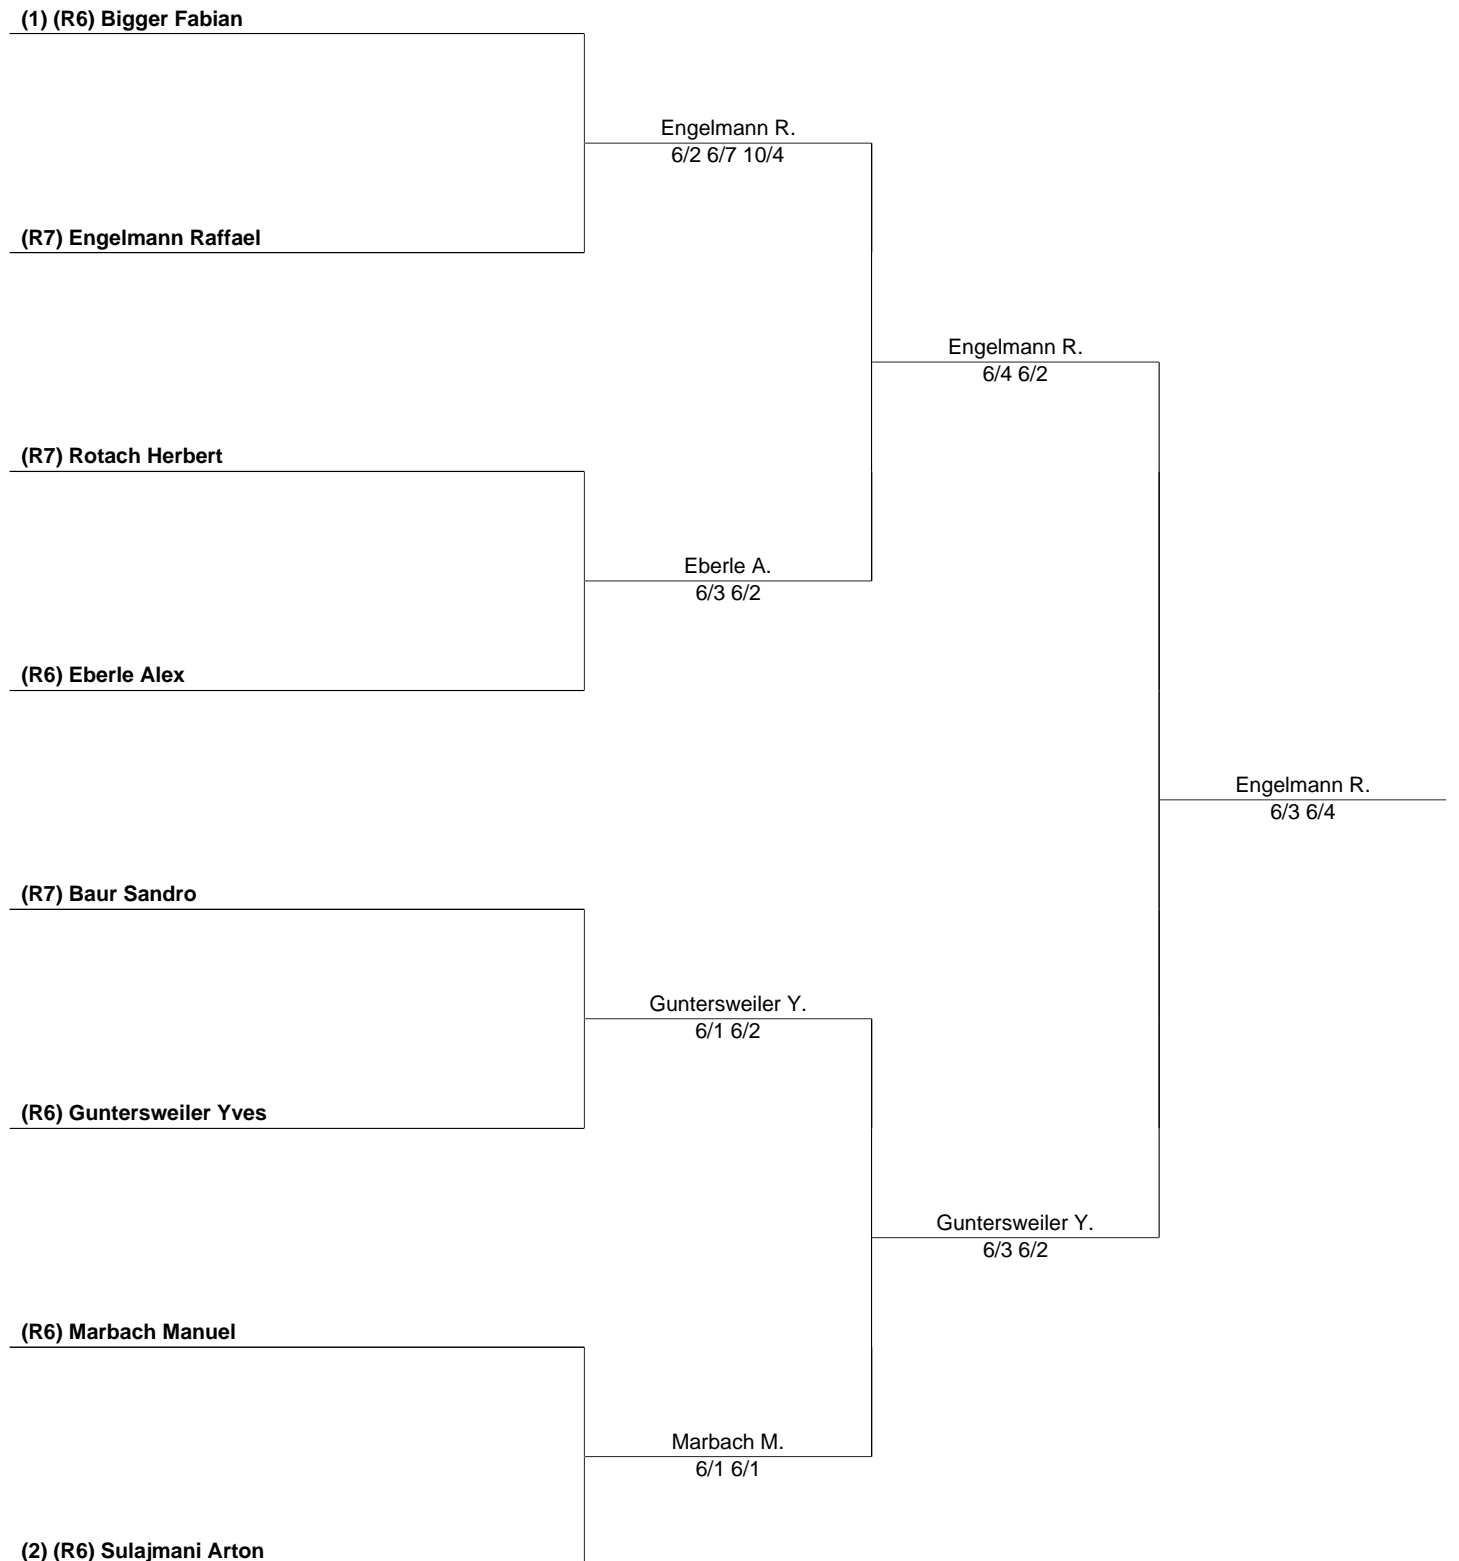 (1) (R6) Bigger Fabian
Engelmann R.
6/2 6/7 10/4
(R7) Engelmann Raffael
Engelmann R.
6/4 6/2
(R7) Rotach Herbert
Eberle A.
6/3 6/2
(R6) Eberle Alex
Engelmann R.
6/3 6/4
(R7) Baur Sandro
Guntersweiler Y.
6/1 6/2
(R6) Guntersweiler Yves
Guntersweiler Y.
6/3 6/2
(R6) Marbach Manuel
Marbach M.
6/1 6/1
(2) (R6) Sulajmani Arton